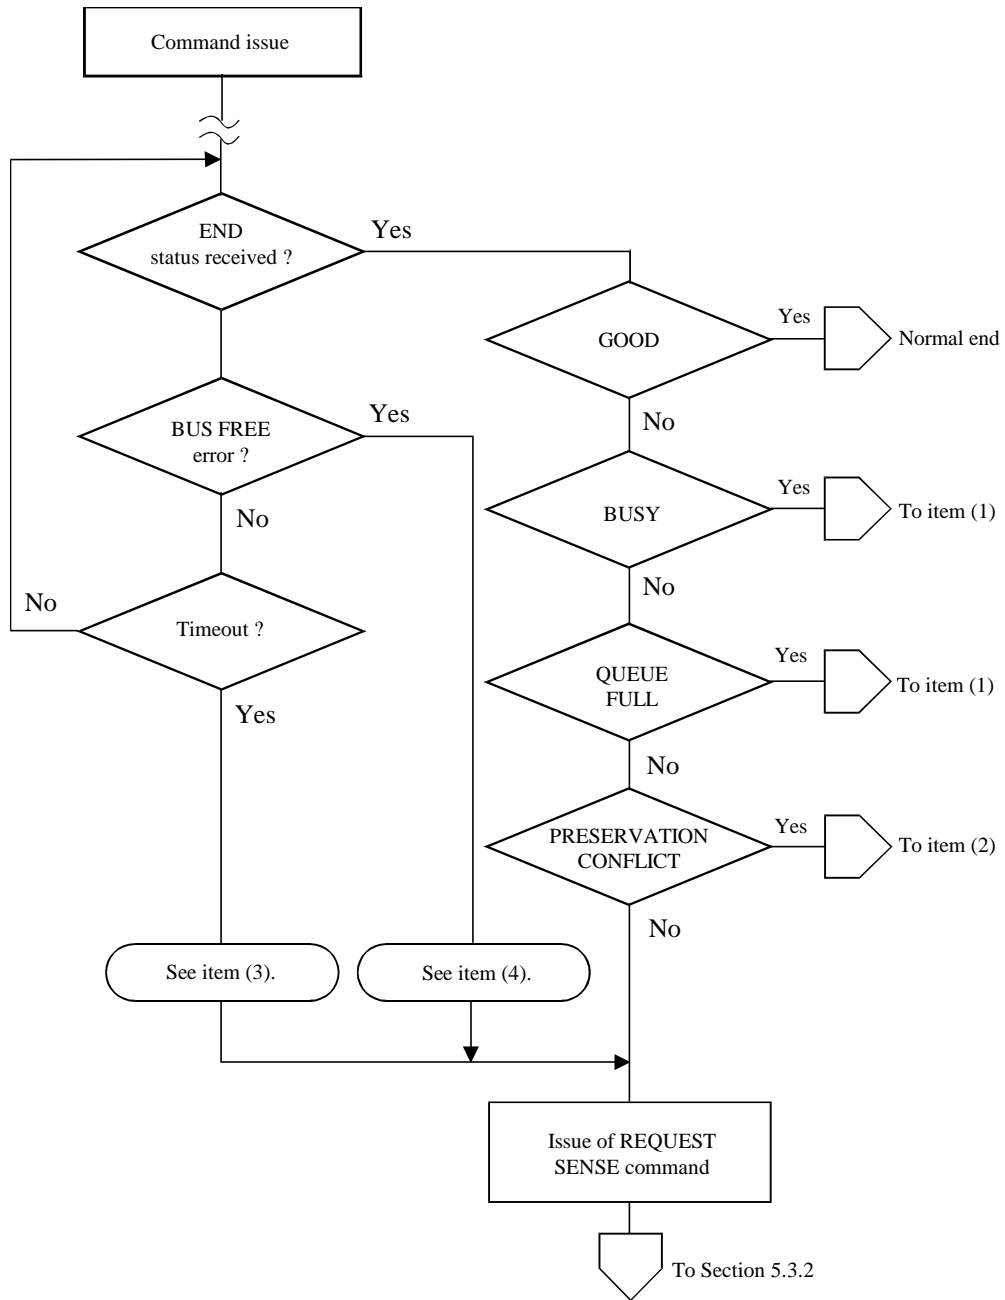 Command issue
END
status received ?
Yes
GOOD
Yes
Normal end
No
BUS FREE
error ?
Yes
No
BUSY
Yes
To item (1)
No
Timeout ?
No
Yes
QUEUE
FULL
Yes
To item (1)
No
PRESERVATION
CONFLICT
Yes
To item (2)
No
See item (3).
See item (4).
Issue of REQUEST
SENSE command
To Section 5.3.2